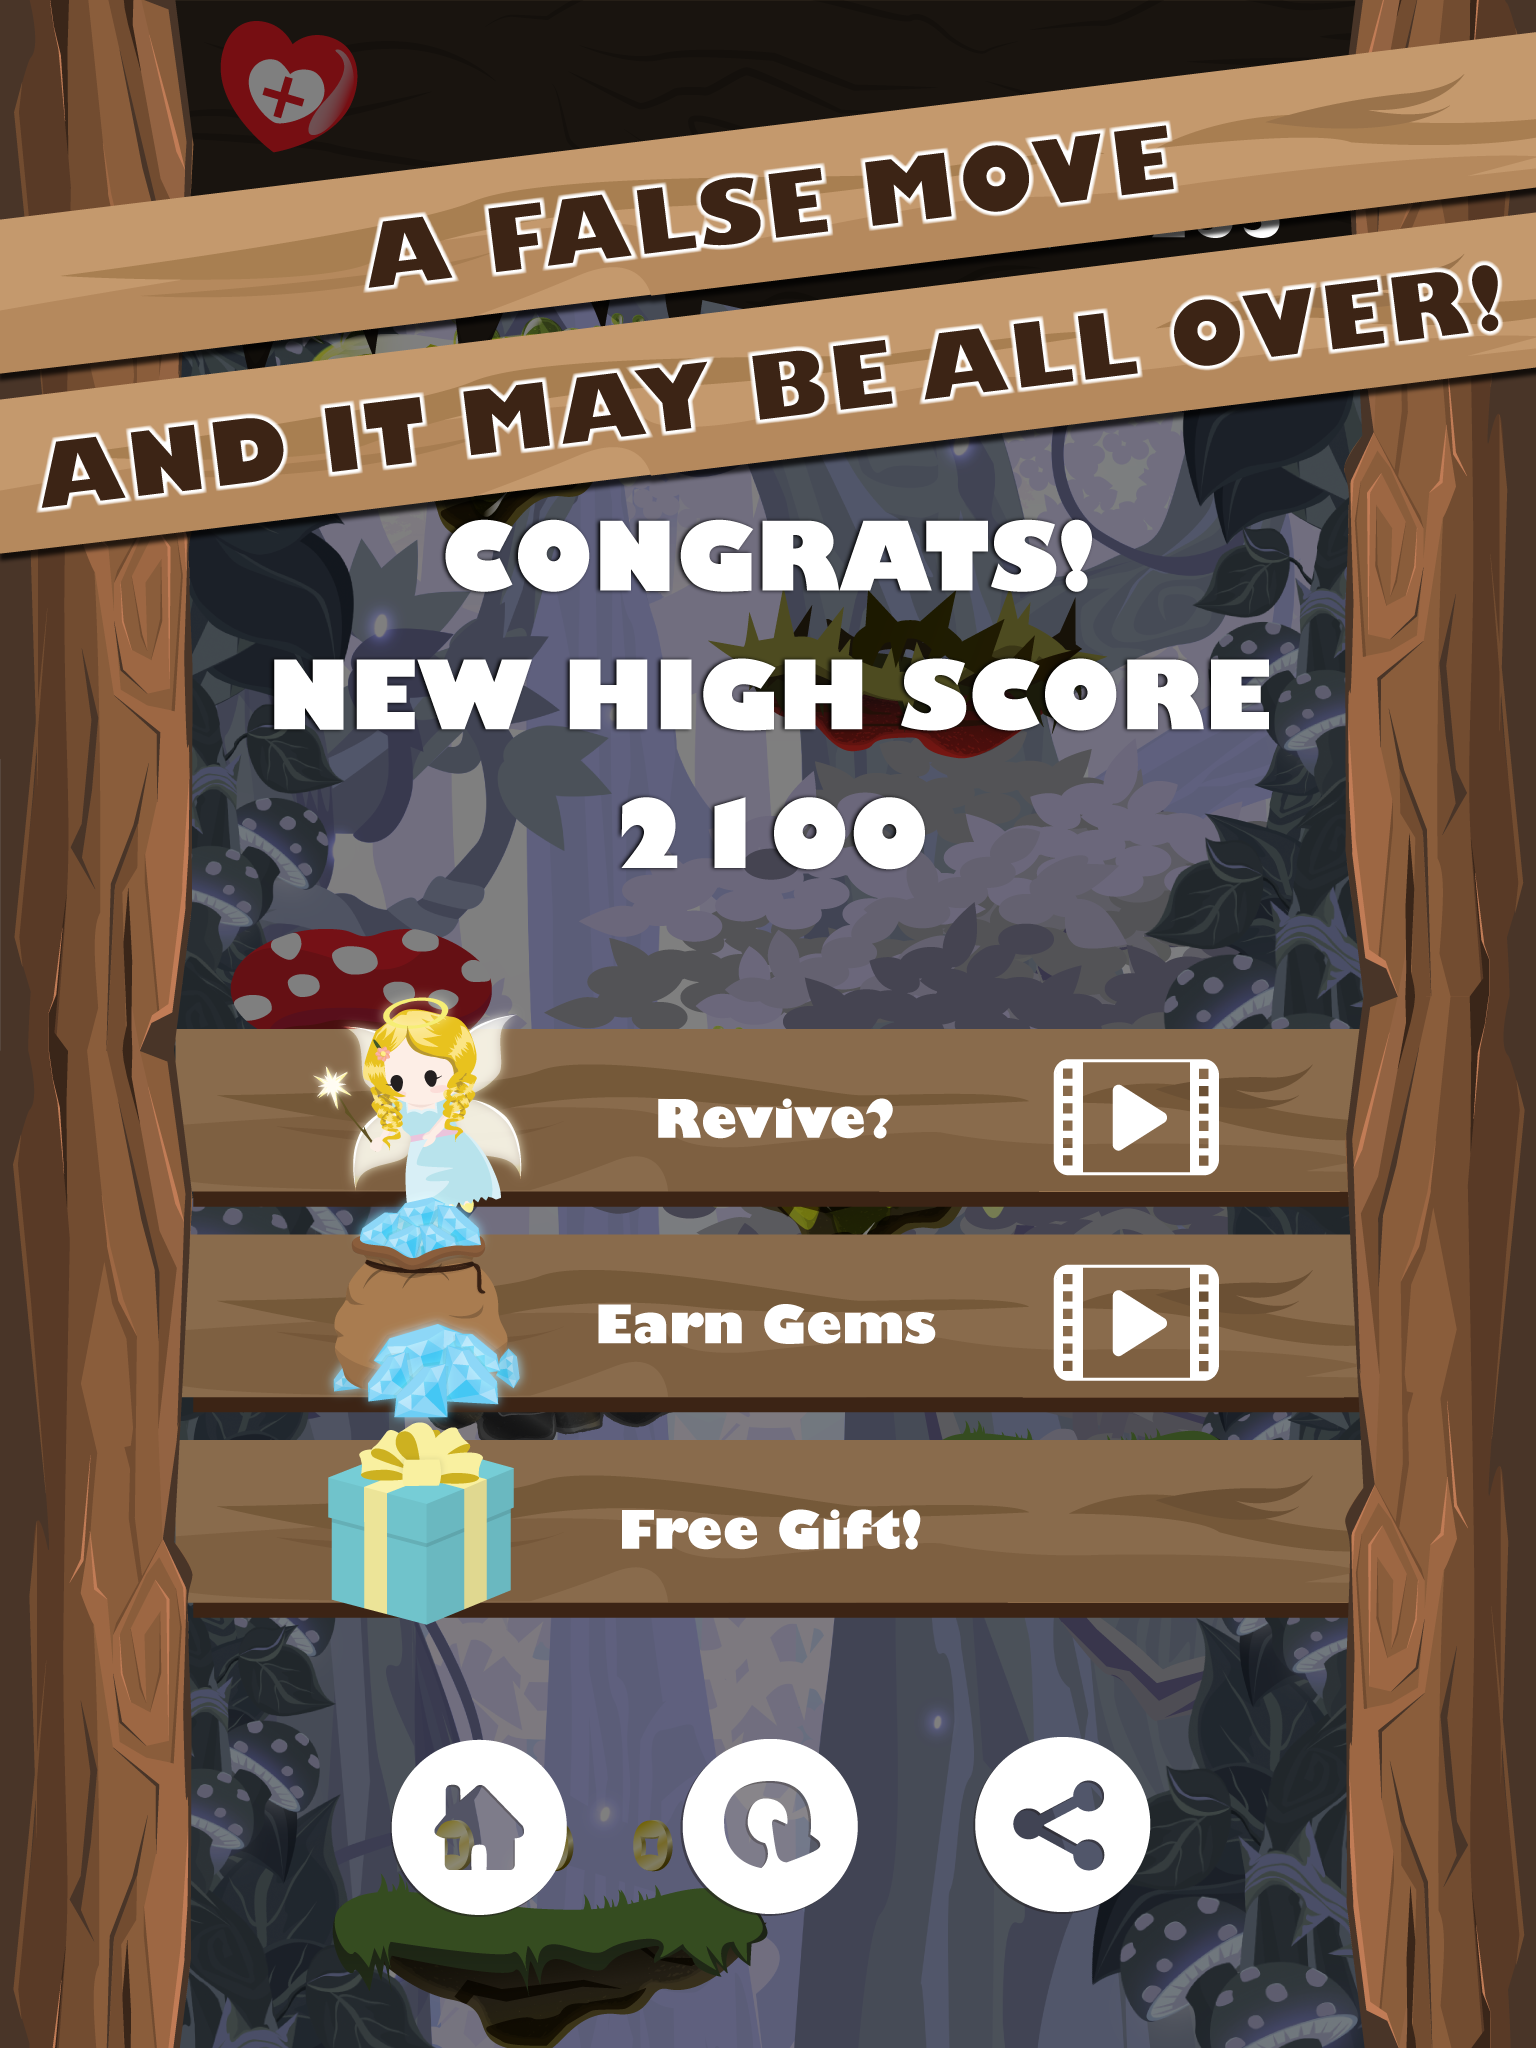 A FALSE MOVE
AND IT MAY BE ALL OVER!
CONGRATS!
NEW HIGH SCORE
2100
Revive?
Earn Gems
Free Gift!